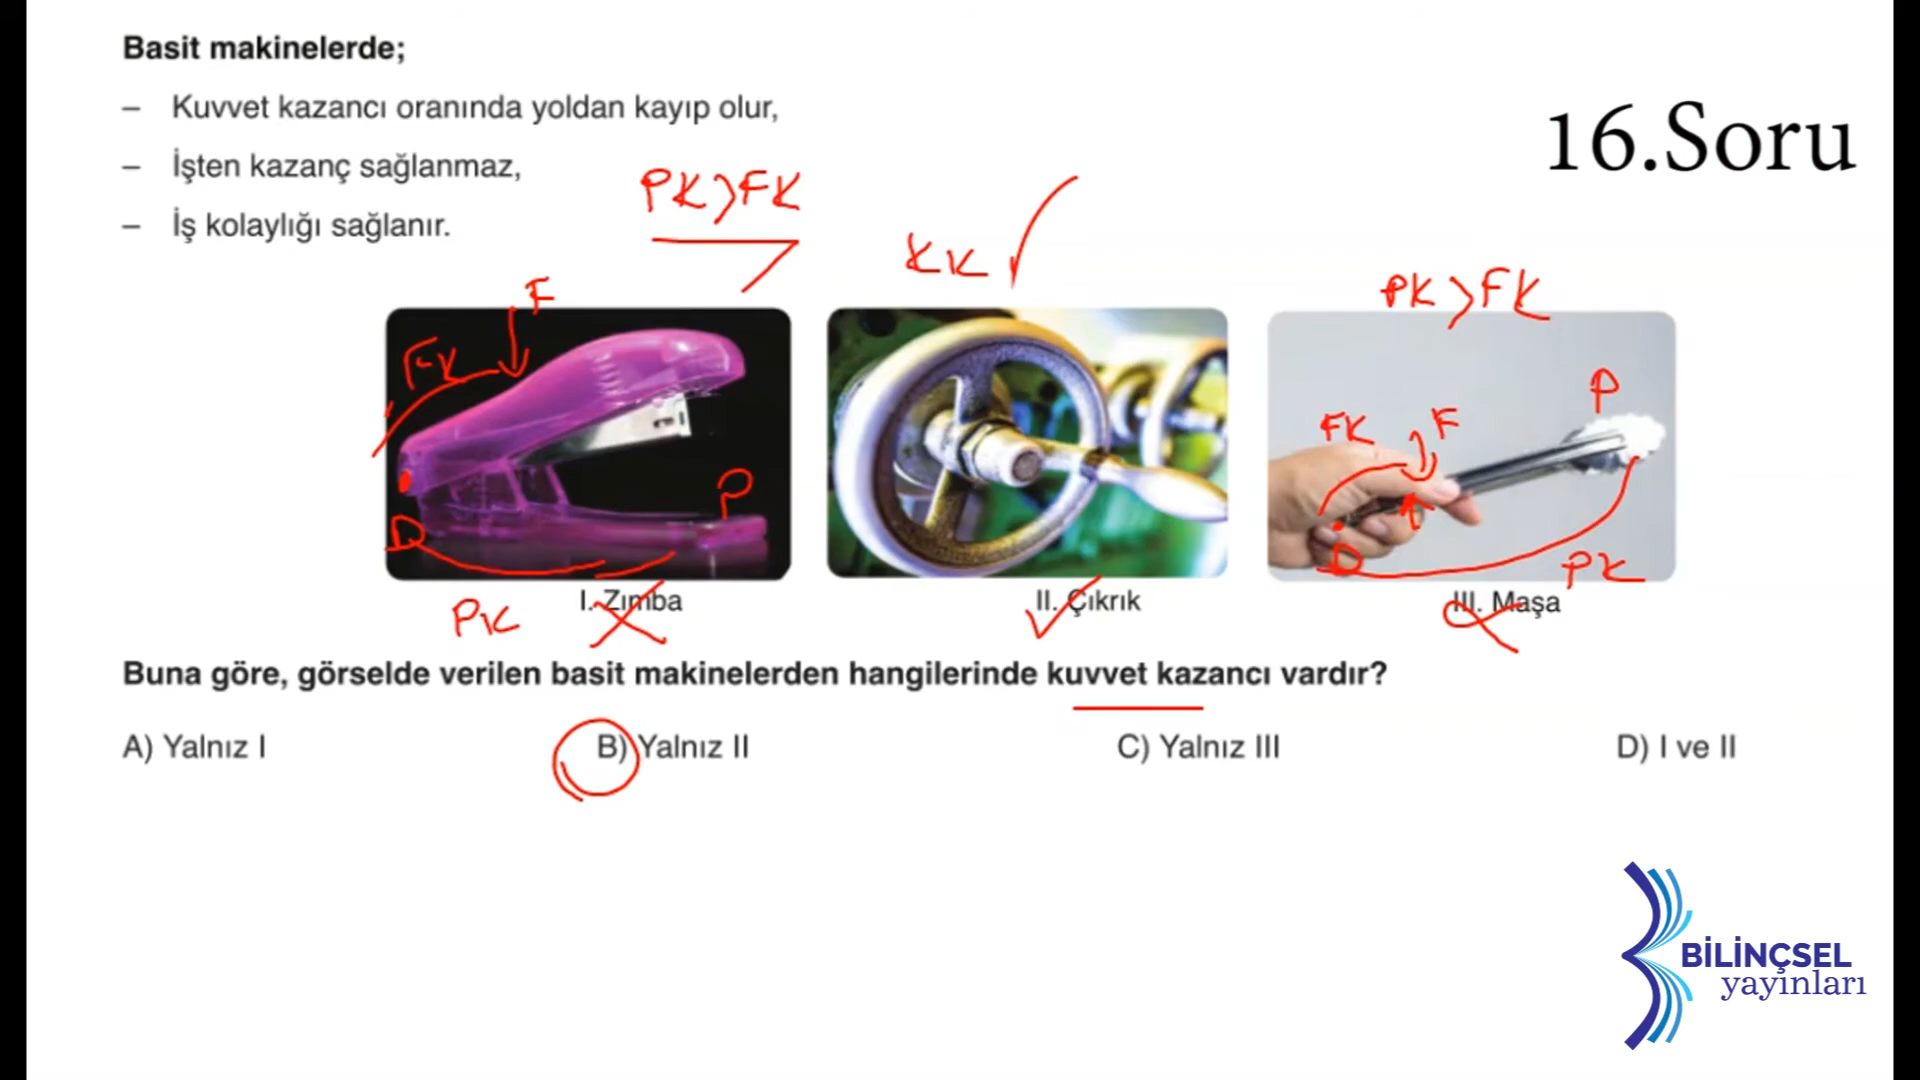 Basit makinelerde;
– Kuvvet kazancı oranında yoldan kayıp olur,
16.Soru
– İşten kazanç sağlanmaz,
– İş kolaylığı sağlanır.
PK>FK
KK
PK>FK
F
FK
P
D
PK
P
FK
F
D
PK
I. Zımba
II. Çıkrık
III. Maşa
Buna göre, görselde verilen basit makinelerden hangilerinde kuvvet kazancı vardır?
A) Yalnız I
B) Yalnız II
C) Yalnız III
D) I ve II
BİLİNÇSEL
yayınları